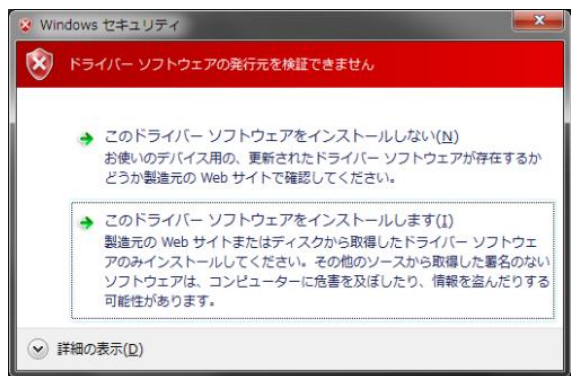 Windows セキュリティ
ドライバー ソフトウェアの発行元を検証できません
このドライバー ソフトウェアをインストールしない(N)
お使いのデバイス用の、更新されたドライバー ソフトウェアが存在するか
どうか製造元の Web サイトで確認してください。
このドライバー ソフトウェアをインストールします(I)
製造元の Web サイトまたはディスクから取得したドライバー ソフトウェ
アのみインストールしてください。その他のソースから取得した署名のない
ソフトウェアは、コンピューターに危害を及ぼしたり、情報を盗んだりする
可能性があります。
詳細の表示(D)